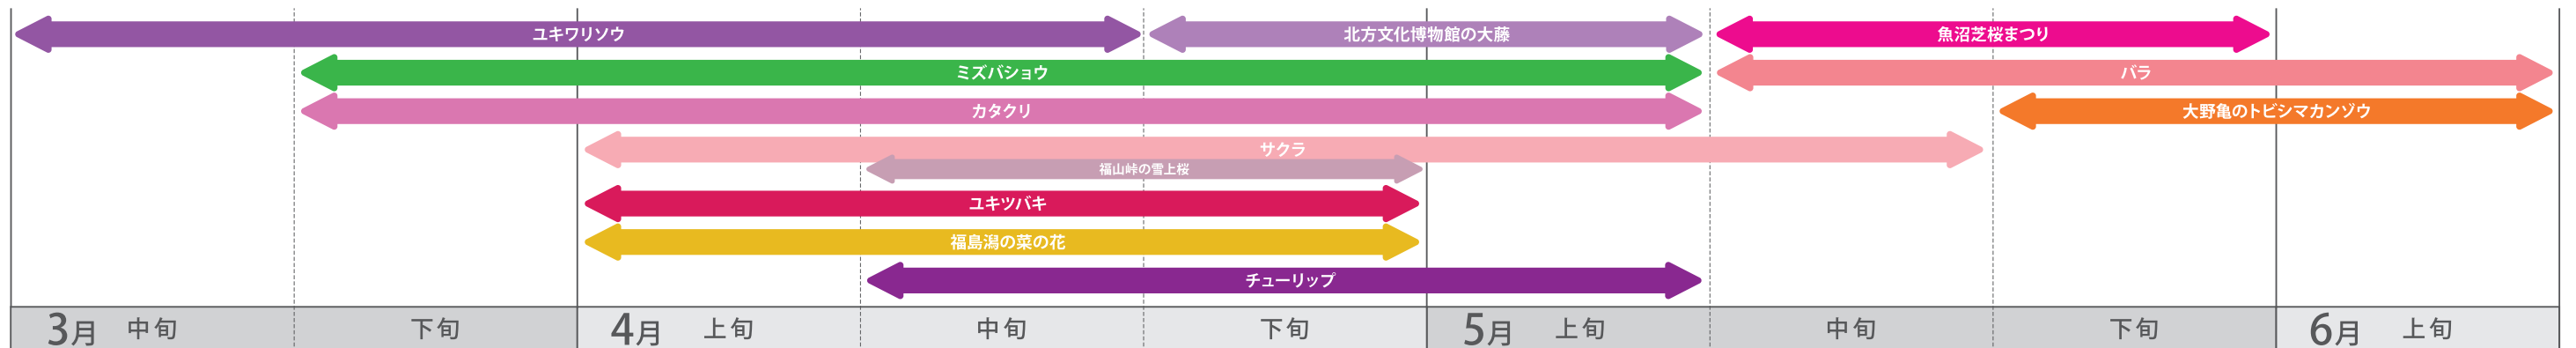 ユキワリソウ 北方文化博物館の大藤 魚沼芝桜まつり
ミズバショウ バラ
カタクリ 大野亀のトビシマカンゾウ
サクラ
福山峠の雪上桜
ユキツバキ
福島潟の菜の花
チューリップ
3月 中旬 下旬 4月 上旬 中旬 下旬 5月 上旬 中旬 下旬 6月 上旬